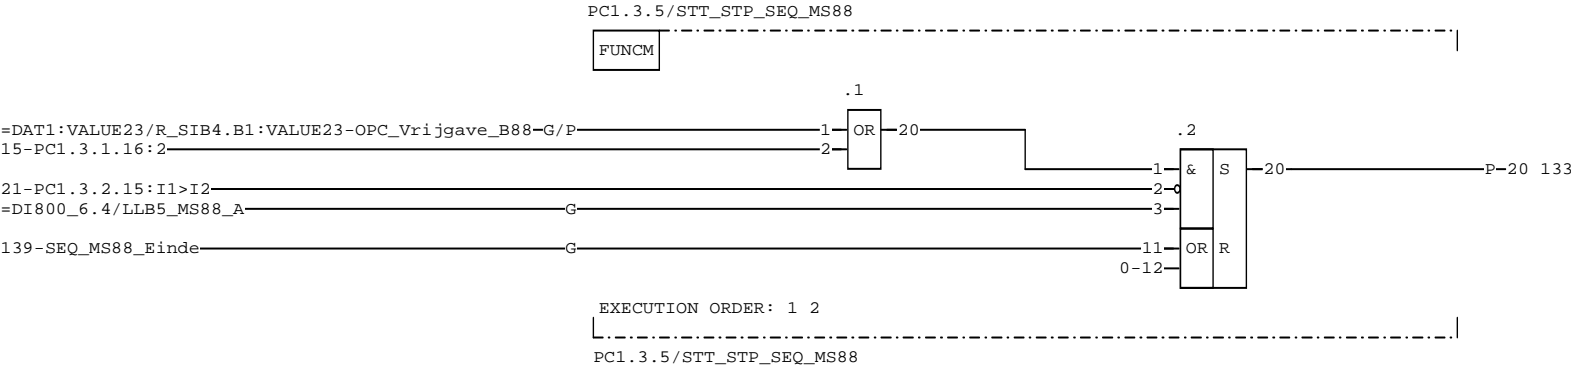 PC1.3.5/STT_STP_SEQ_MS88
FUNCM
.1
=DAT1:VALUE23/R_SIB4.B1:VALUE23-OPC_Vrijgave_B88-G/P 1 OR 20 .2
15-PC1.3.1.16:2 2
1 & S 20 P-20 133
21-PC1.3.2.15:I1>I2 2
=DI800_6.4/LLB5_MS88_A G 3
139-SEQ_MS88_Einde G 11 OR R
0-12
EXECUTION ORDER: 1 2
PC1.3.5/STT_STP_SEQ_MS88